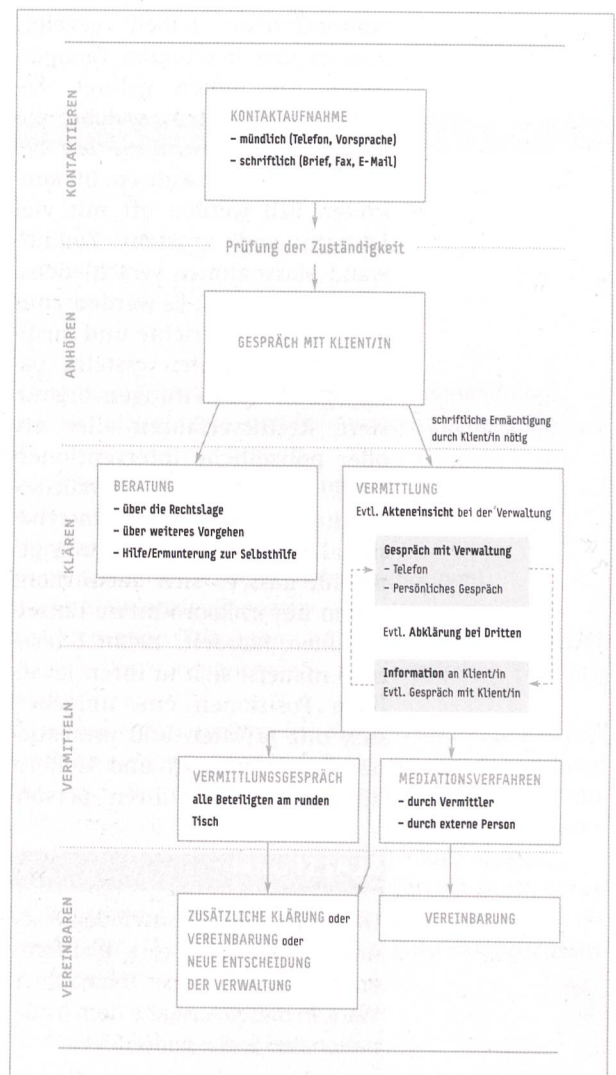 KONTAKTIEREN
KONTAKTAUFNAHME
– mündlich (Telefon, Vorsprache)
– schriftlich (Brief, Fax, E-Mail)
Prüfung der Zuständigkeit
ANHÖREN
GESPRÄCH MIT KLIENT/IN
schriftliche Ermächtigung
durch Klient/in nötig
KLÄREN
BERATUNG
– über die Rechtslage
– über weiteres Vorgehen
– Hilfe/Ermunterung zur Selbsthilfe
VERMITTLUNG
Evtl. Akteneinsicht bei der Verwaltung
Gespräch mit Verwaltung
– Telefon
– Persönliches Gespräch
Evtl. Abklärung bei Dritten
Information an Klient/in
Evtl. Gespräch mit Klient/in
VERMITTELN
VERMITTLUNGSGESPRÄCH
alle Beteiligten am runden
Tisch
MEDIATIONSVERFAHREN
– durch Vermittler
– durch externe Person
VEREINBAREN
ZUSÄTZLICHE KLÄRUNG oder
VEREINBARUNG oder
NEUE ENTSCHEIDUNG
DER VERWALTUNG
VEREINBARUNG